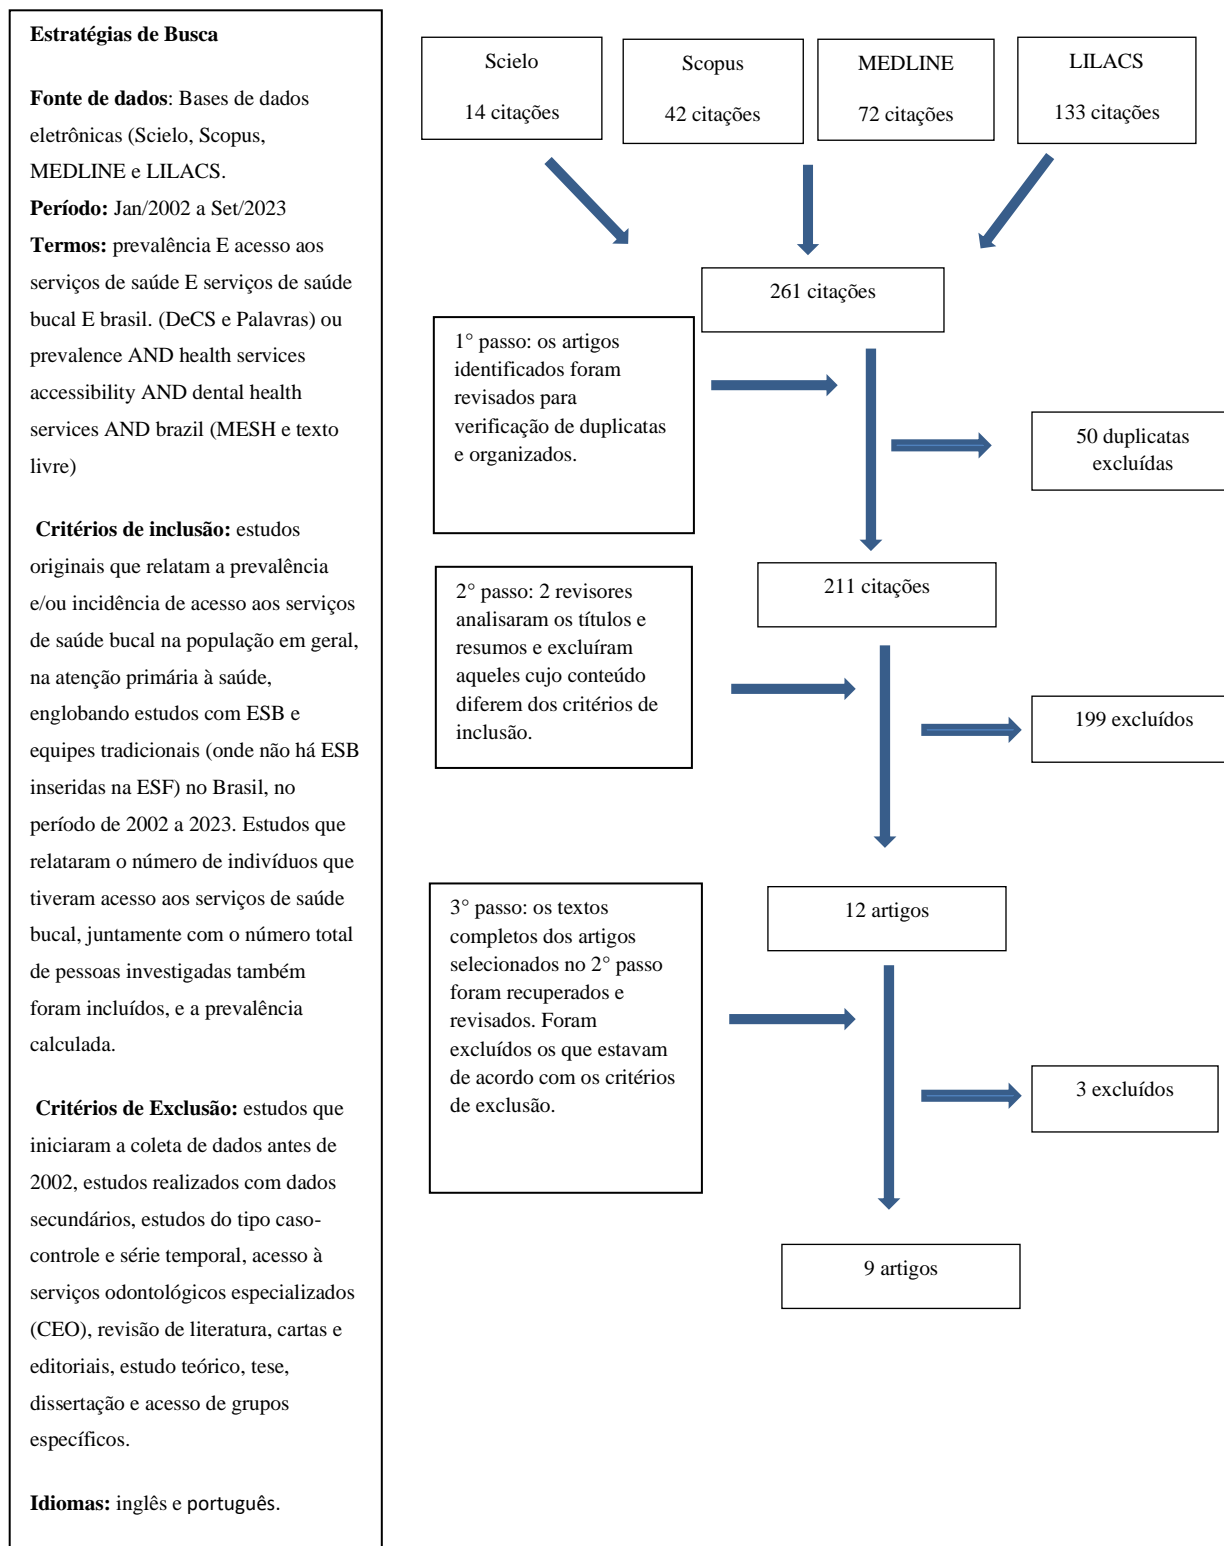 Estratégias de Busca
Fonte de dados: Bases de dados
eletrônicas (Scielo, Scopus,
MEDLINE e LILACS.
Período: Jan/2002 a Set/2023
Termos: prevalência E acesso aos
serviços de saúde E serviços de saúde
bucal E brasil. (DeCS e Palavras) ou
prevalence AND health services
accessibility AND dental health
services AND brazil (MESH e texto
livre)
Critérios de inclusão: estudos
originais que relatam a prevalência
e/ou incidência de acesso aos serviços
de saúde bucal na população em geral,
na atenção primária à saúde,
englobando estudos com ESB e
equipes tradicionais (onde não há ESB
inseridas na ESF) no Brasil, no
período de 2002 a 2023. Estudos que
relataram o número de indivíduos que
tiveram acesso aos serviços de saúde
bucal, juntamente com o número total
de pessoas investigadas também
foram incluídos, e a prevalência
calculada.
Critérios de Exclusão: estudos que
iniciaram a coleta de dados antes de
2002, estudos realizados com dados
secundários, estudos do tipo caso-
controle e série temporal, acesso à
serviços odontológicos especializados
(CEO), revisão de literatura, cartas e
editoriais, estudo teórico, tese,
dissertação e acesso de grupos
específicos.
Idiomas: inglês e português.
Scielo
14 citações
Scopus
42 citações
MEDLINE
72 citações
LILACS
133 citações
261 citações
1° passo: os artigos
identificados foram
revisados para
verificação de duplicatas
e organizados.
50 duplicatas
excluídas
211 citações
2° passo: 2 revisores
analisaram os títulos e
resumos e excluíram
aqueles cujo conteúdo
diferem dos critérios de
inclusão.
199 excluídos
12 artigos
3° passo: os textos
completos dos artigos
selecionados no 2° passo
foram recuperados e
revisados. Foram
excluídos os que estavam
de acordo com os critérios
de exclusão.
3 excluídos
9 artigos